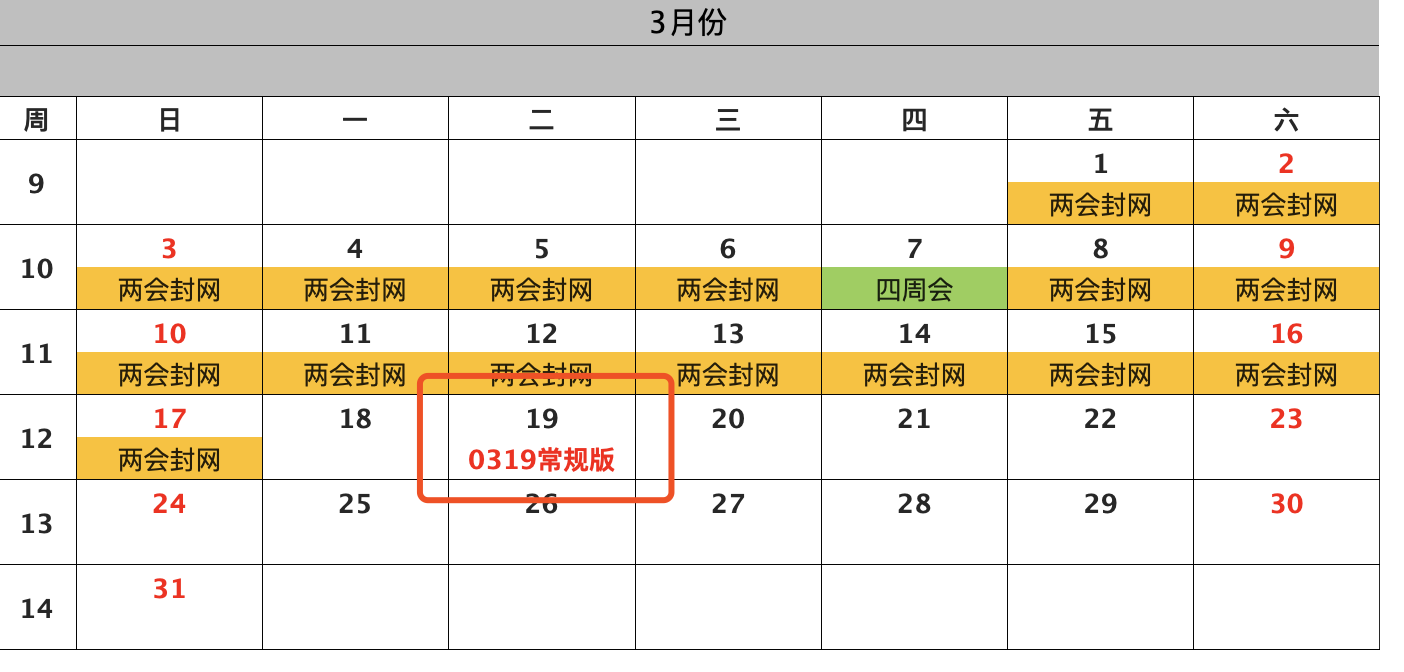 3月份
周 日 一 二 三 四 五 六
9 1 2
两会封网 两会封网
10 3 4 5 6 7 8 9
两会封网 两会封网 两会封网 两会封网 四周会 两会封网 两会封网
11 10 11 12 13 14 15 16
两会封网 两会封网 两会封网 两会封网 两会封网 两会封网 两会封网
12 17 18 19 20 21 22 23
两会封网 0319常规版
13 24 25 26 27 28 29 30
14 31